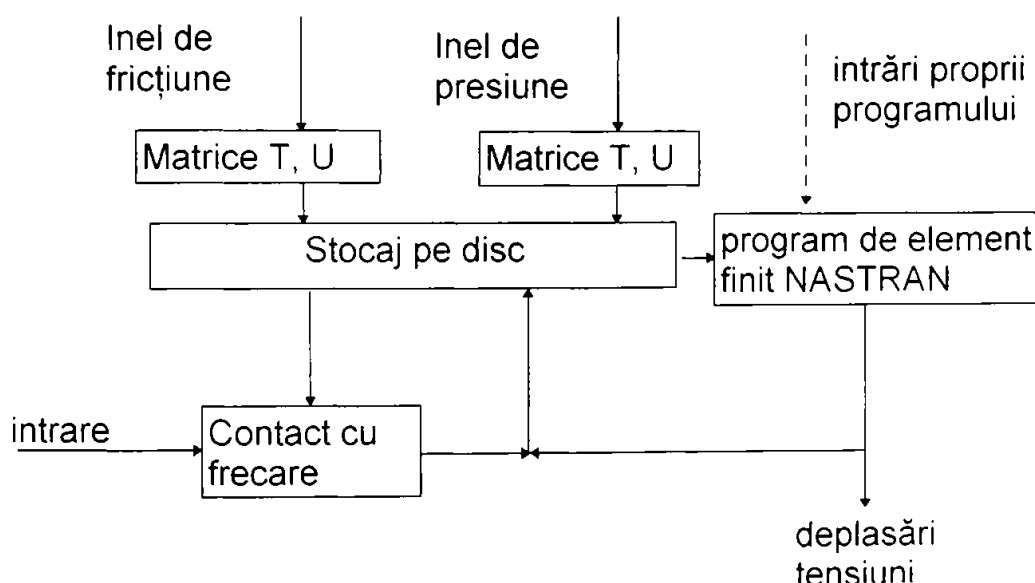 Inel de
fricțiune
Inel de
presiune
intrări proprii
programului
Matrice T, U
Matrice T, U
Stocaj pe disc
program de element
finit NASTRAN
intrare
Contact cu
frecare
deplasări
tensiuni